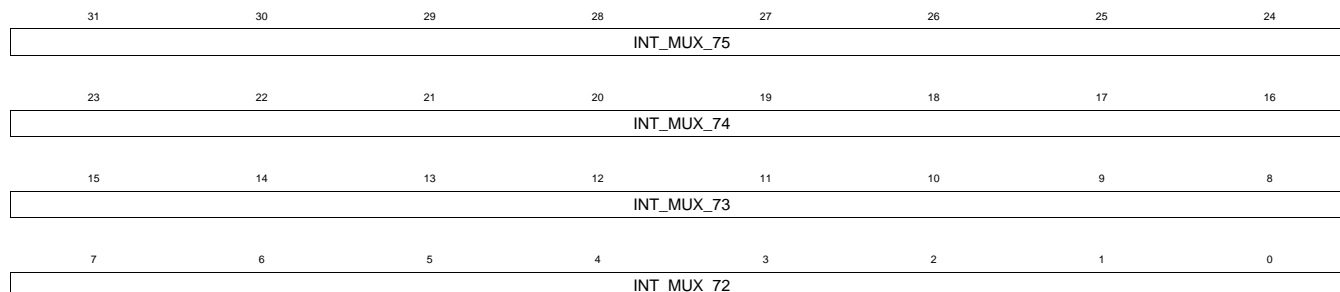 31 30 29 28 27 26 25 24
INT_MUX_75
23 22 21 20 19 18 17 16
INT_MUX_74
15 14 13 12 11 10 9 8
INT_MUX_73
7 6 5 4 3 2 1 0
INT_MUX_72